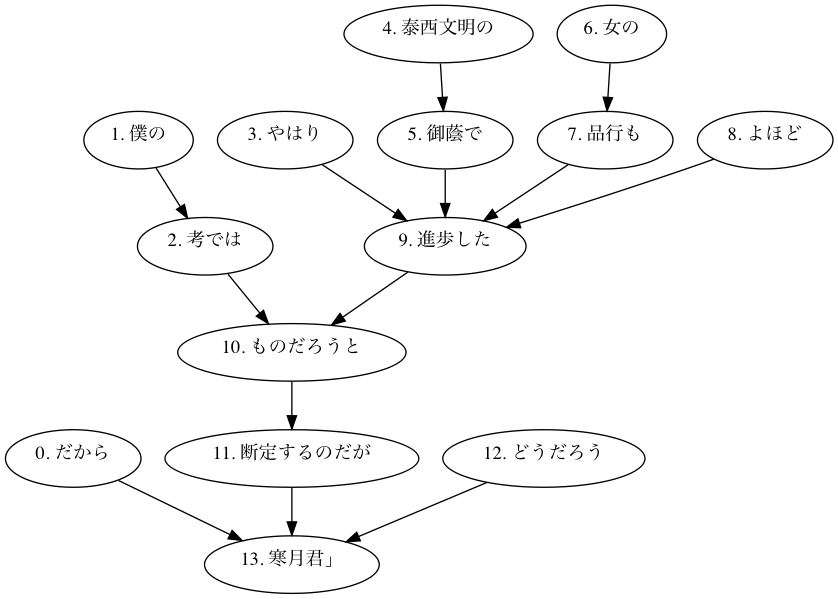 4. 泰西文明の
6. 女の
1. 僕の
3. やはり
5. 御蔭で
7. 品行も
8. よほど
2. 考では
9. 進歩した
10. ものだろうと
0. だから
11. 断定するのだが
12. どうだろう
13. 寒月君」